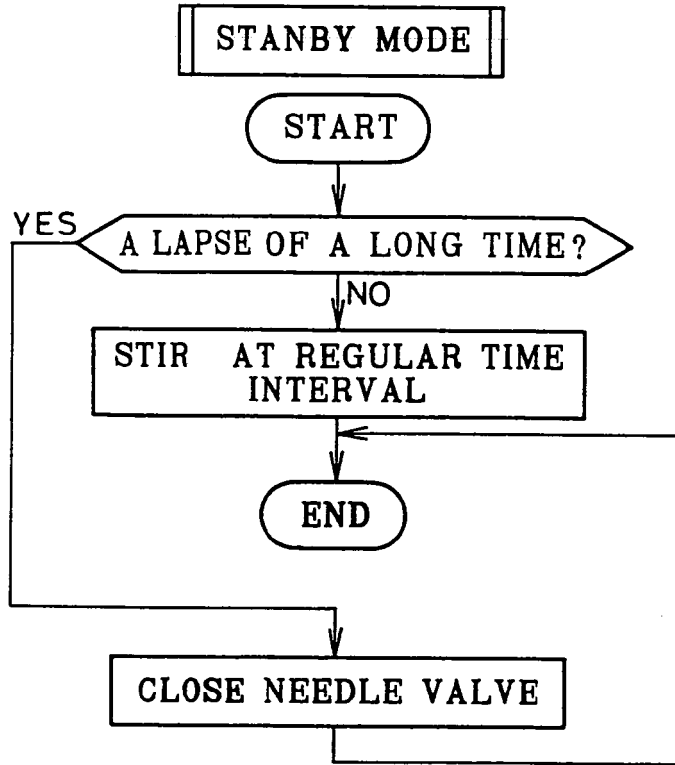 STANBY MODE
START
YES
A LAPSE OF A LONG TIME?
NO
STIR AT REGULAR TIME
INTERVAL
END
CLOSE NEEDLE VALVE